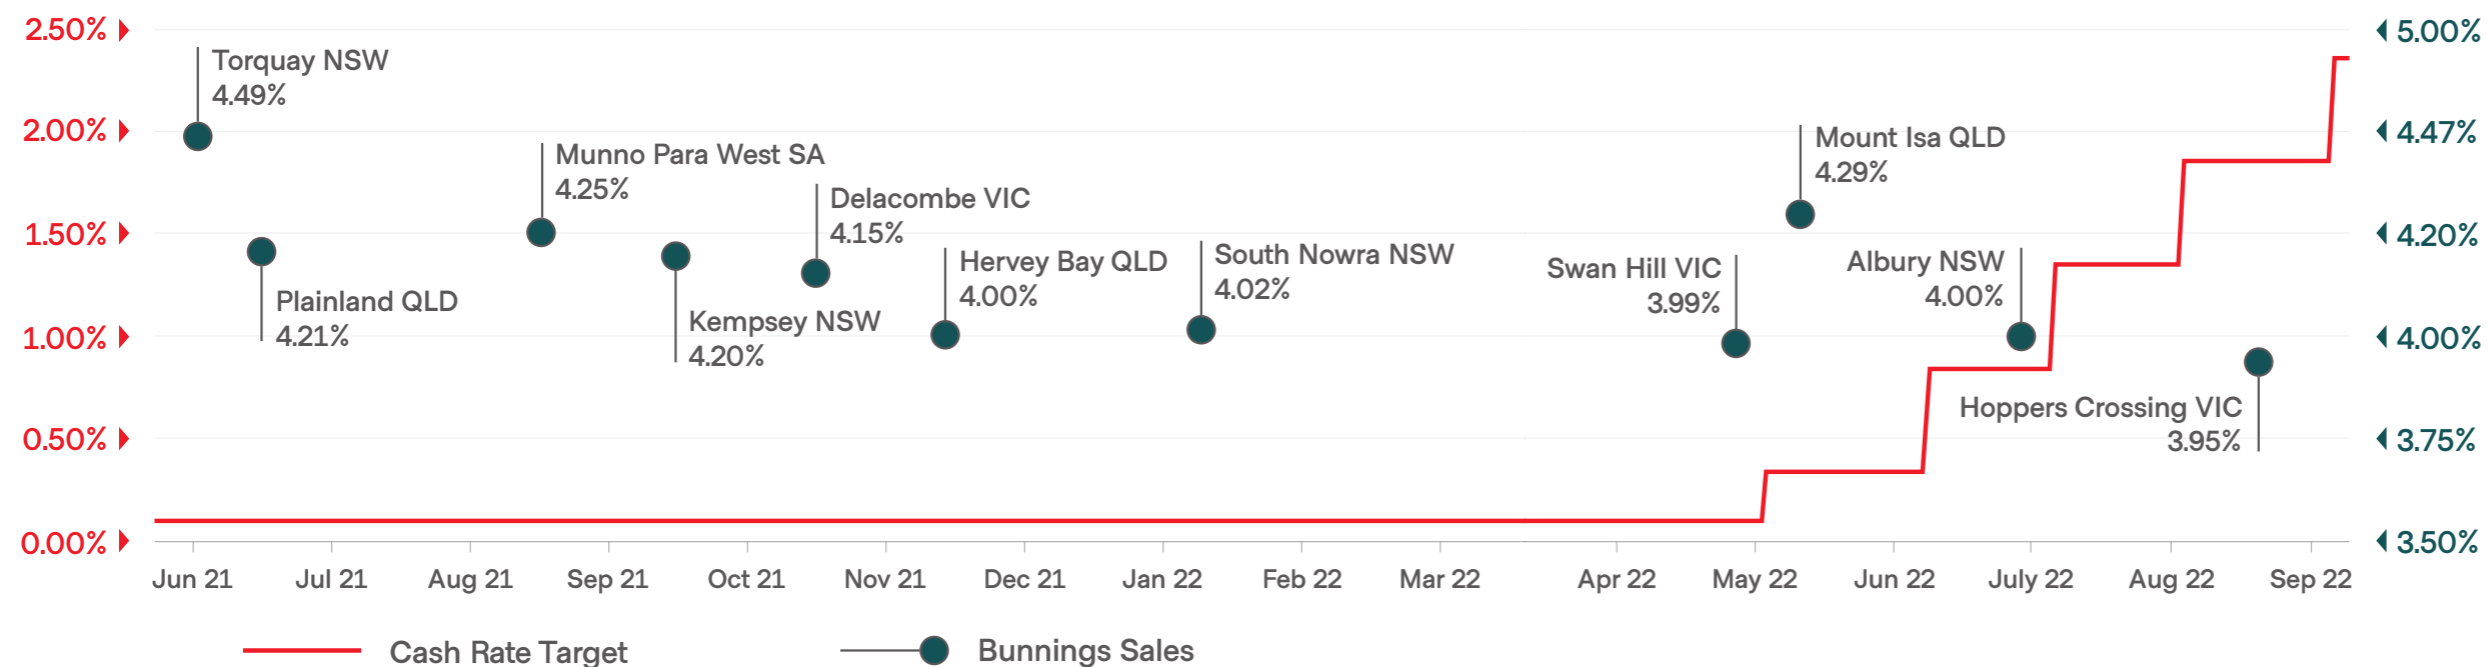 2.50%
2.00%
1.50%
1.00%
0.50%
0.00%
Torquay NSW
4.49%
Plainland QLD
4.21%
Munno Para West SA
4.25%
Kempsey NSW
4.20%
Delacombe VIC
4.15%
Hervey Bay QLD
4.00%
South Nowra NSW
4.02%
Swan Hill VIC
3.99%
Mount Isa QLD
4.29%
Albury NSW
4.00%
Hoppers Crossing VIC
3.95%
5.00%
4.47%
4.20%
4.00%
3.75%
3.50%
Jun 21
Jul 21
Aug 21
Sep 21
Oct 21
Nov 21
Dec 21
Jan 22
Feb 22
Mar 22
Apr 22
May 22
Jun 22
July 22
Aug 22
Sep 22
Cash Rate Target
Bunnings Sales